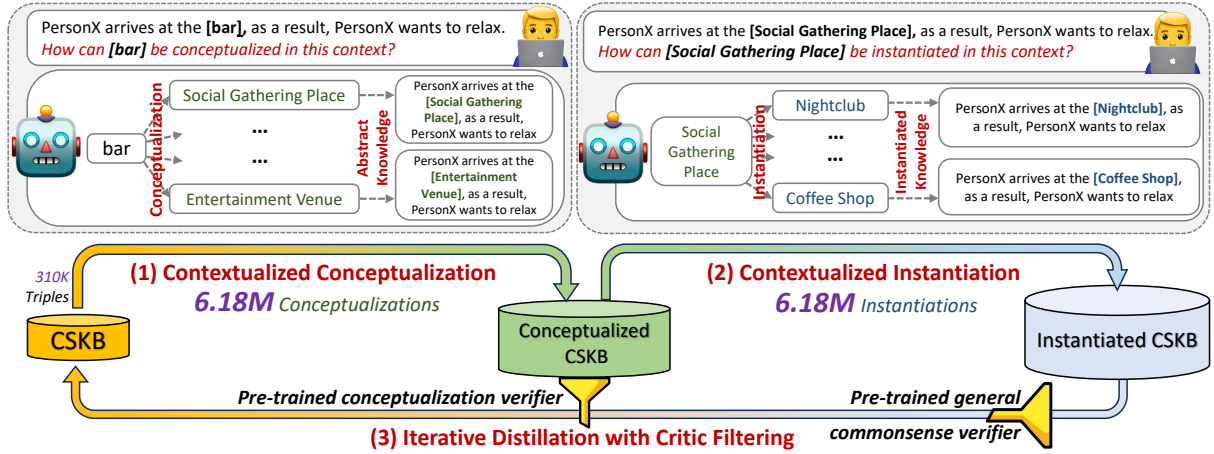 PersonX arrives at the [bar], as a result, PersonX wants to relax.
How can [bar] be conceptualized in this context?
bar
Conceptualization
Social Gathering Place
...
...
Entertainment Venue
Abstract
Knowledge
PersonX arrives at the
[Social Gathering
Place], as a result,
PersonX wants to relax
PersonX arrives at the
[Entertainment
Venue], as a result,
PersonX wants to relax
PersonX arrives at the [Social Gathering Place], as a result, PersonX wants to relax.
How can [Social Gathering Place] be instantiated in this context?
Social
Gathering
Place
Instantiation
Nightclub
...
...
Coffee Shop
Instantiated
Knowledge
PersonX arrives at the [Nightclub], as
a result, PersonX wants to relax
PersonX arrives at the [Coffee Shop],
as a result, PersonX wants to relax
310K
Triples
(1) Contextualized Conceptualization
6.18M Conceptualizations
(2) Contextualized Instantiation
6.18M Instantiations
CSKB
Conceptualized
CSKB
Instantiated CSKB
Pre-trained conceptualization verifier
Pre-trained general
commonsense verifier
(3) Iterative Distillation with Critic Filtering